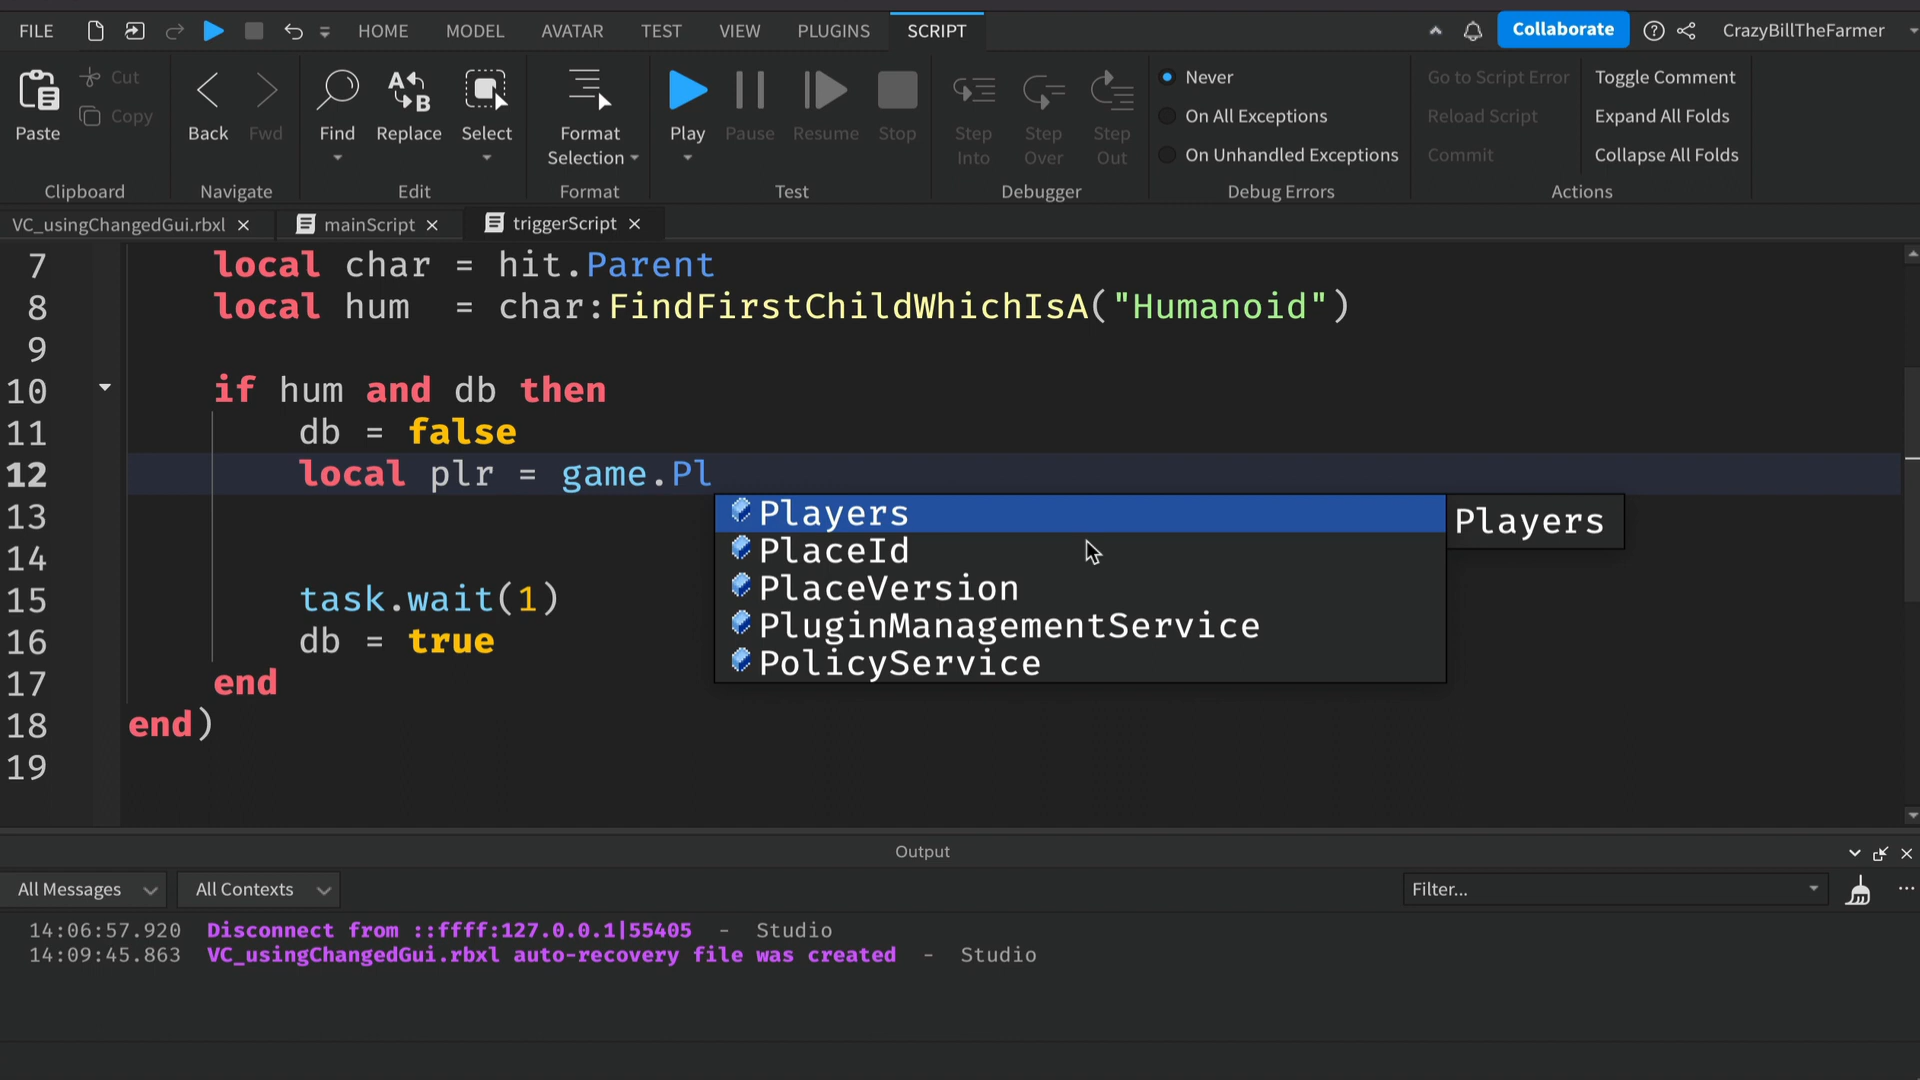 FILE HOME MODEL AVATAR TEST VIEW PLUGINS SCRIPT Collaborate CrazyBillTheFarmer
Paste Cut Copy
Back Fwd
Find Replace Select
Format Selection
Play Pause Resume Stop
Step Into Step Over Step Out
Never
On All Exceptions
On Unhandled Exceptions
Go to Script Error
Reload Script
Commit
Toggle Comment
Expand All Folds
Collapse All Folds
Clipboard Navigate Edit Format Test Debugger Debug Errors Actions
VC_usingChangedGui.rbxl mainScript triggerScript
7 local char = hit.Parent
8 local hum = char:FindFirstChildWhichIsA("Humanoid")
9
10 if hum and db then
11 db = false
12 local plr = game.Pl
13
14
15 task.wait(1)
16 db = true
17 end
18 end)
19
Players
PlaceId
PlaceVersion
PluginManagementService
PolicyService
Players
Output
All Messages All Contexts Filter...
14:06:57.920 Disconnect from ::ffff:127.0.0.1|55405 - Studio
14:09:45.863 VC_usingChangedGui.rbxl auto-recovery file was created - Studio